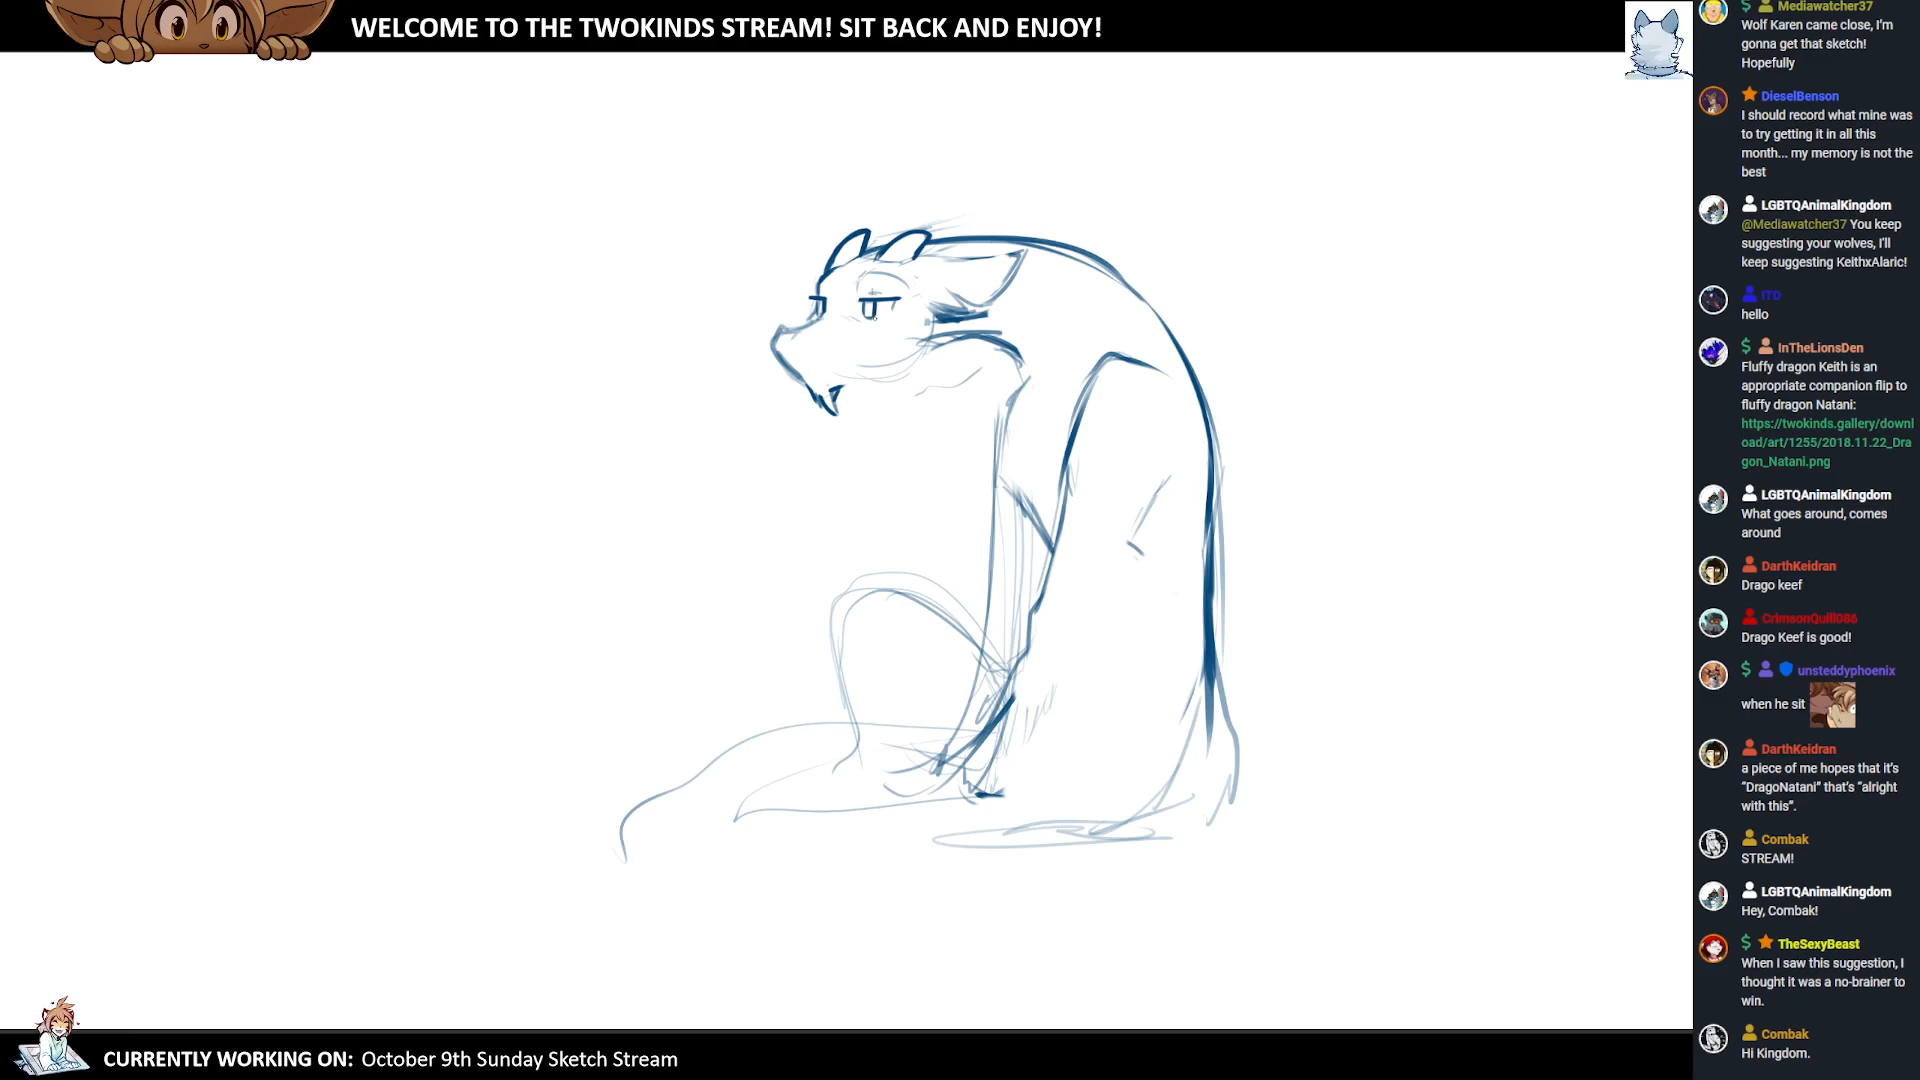 WELCOME TO THE TWOKINDS STREAM! SIT BACK AND ENJOY!
Mediawatcher37
Wolf Karen came close, I'm
gonna get that sketch!
Hopefully
DieselBenson
I should record what mine was
to try getting it in all this
month... my memory is not the
best
LGBTQAnimalKingdom
@Mediawatcher37 You keep
suggesting your wolves, I'll
keep suggesting KeithxAlaric!
ITD
hello
InTheLionsDen
Fluffy dragon Keith is an
appropriate companion flip to
fluffy dragon Natani:
https://twokinds.gallery/downl
oad/art/1255/2018.11.22_Dra
gon_Natani.png
LGBTQAnimalKingdom
What goes around, comes
around
DarthKeidran
Drago keef
CrimsonQuill086
Drago Keef is good!
unsteddyphoenix
when he sit
DarthKeidran
a piece of me hopes that it's
"DragoNatani" that's "alright
with this".
Combak
STREAM!
LGBTQAnimalKingdom
Hey, Combak!
TheSexyBeast
When I saw this suggestion, I
thought it was a no-brainer to
win.
Combak
Hi Kingdom.
CURRENTLY WORKING ON: October 9th Sunday Sketch Stream